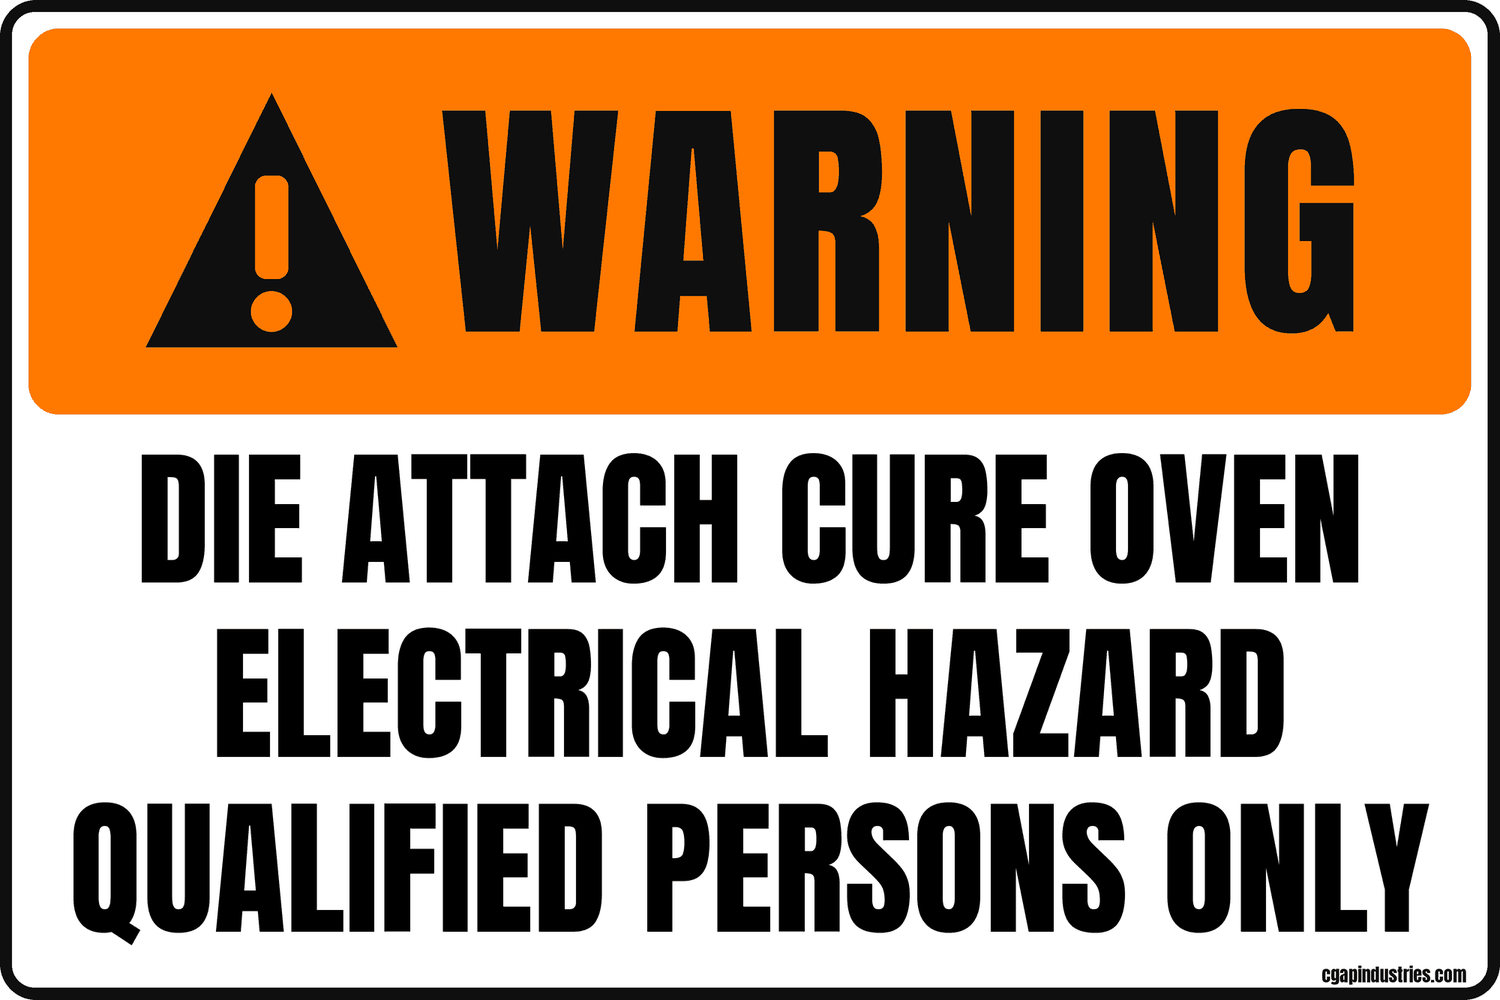 WARNING
DIE ATTACH CURE OVEN
ELECTRICAL HAZARD
QUALIFIED PERSONS ONLY
cgapindustries.com